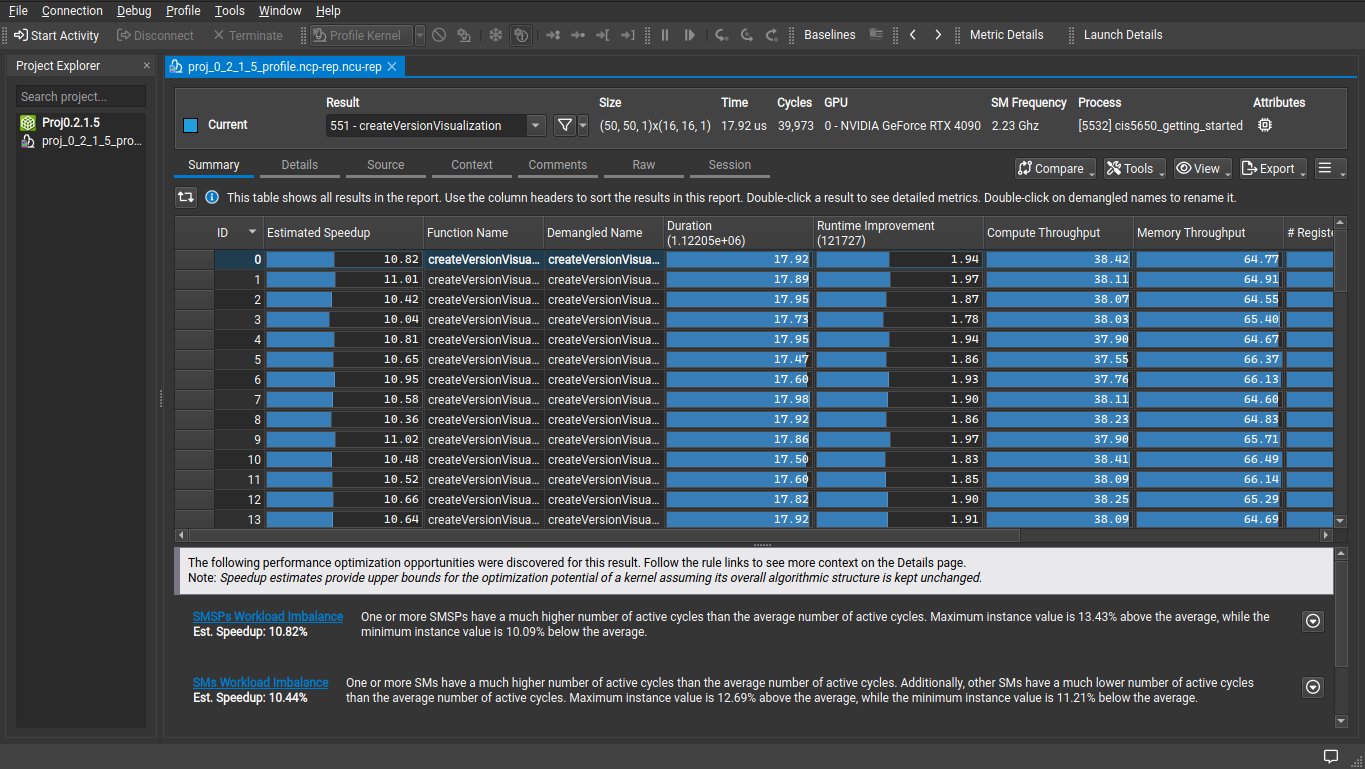 File Connection Debug Profile Tools Window Help
Start Activity Disconnect Terminate Profile Kernel Baselines Metric Details Launch Details
Project Explorer
Search project...
Proj0.2.1.5
proj_0_2_1_5_pro...
proj_0_2_1_5_profile.ncp-rep.ncu-rep
Result Size Time Cycles GPU SM Frequency Process Attributes
Current 551 - createVersionVisualization (50, 50, 1)x(16, 16, 1) 17.92 us 39,973 0 - NVIDIA GeForce RTX 4090 2.23 Ghz [5532] cis5650_getting_started
Summary Details Source Context Comments Raw Session Compare Tools View Export
This table shows all results in the report. Use the column headers to sort the results in this report. Double-click a result to see detailed metrics. Double-click on demangled names to rename it.
ID Estimated Speedup Function Name Demangled Name Duration (1.12205e+06) Runtime Improvement (121727) Compute Throughput Memory Throughput # Registe
0 10.82 createVersionVisua... createVersionVisua... 17.92 1.94 38.42 64.77
1 11.01 createVersionVisua... createVersionVisua... 17.89 1.97 38.11 64.91
2 10.42 createVersionVisua... createVersionVisua... 17.95 1.87 38.07 64.55
3 10.04 createVersionVisua... createVersionVisua... 17.73 1.78 38.03 65.40
4 10.81 createVersionVisua... createVersionVisua... 17.95 1.94 37.90 64.67
5 10.65 createVersionVisua... createVersionVisua... 17.47 1.86 37.55 66.37
6 10.95 createVersionVisua... createVersionVisua... 17.60 1.93 37.76 66.13
7 10.58 createVersionVisua... createVersionVisua... 17.98 1.90 38.11 64.60
8 10.36 createVersionVisua... createVersionVisua... 17.92 1.86 38.23 64.83
9 11.02 createVersionVisua... createVersionVisua... 17.86 1.97 37.90 65.71
10 10.48 createVersionVisua... createVersionVisua... 17.50 1.83 38.41 66.49
11 10.52 createVersionVisua... createVersionVisua... 17.60 1.85 38.09 66.14
12 10.66 createVersionVisua... createVersionVisua... 17.82 1.90 38.25 65.29
13 10.64 createVersionVisua... createVersionVisua... 17.92 1.91 38.09 64.69
The following performance optimization opportunities were discovered for this result. Follow the rule links to see more context on the Details page.
Note: Speedup estimates provide upper bounds for the optimization potential of a kernel assuming its overall algorithmic structure is kept unchanged.
SMSPs Workload Imbalance
Est. Speedup: 10.82%
One or more SMSPs have a much higher number of active cycles than the average number of active cycles. Maximum instance value is 13.43% above the average, while the
minimum instance value is 10.09% below the average.
SMs Workload Imbalance
Est. Speedup: 10.44%
One or more SMs have a much higher number of active cycles than the average number of active cycles. Additionally, other SMs have a much lower number of active cycles
than the average number of active cycles. Maximum instance value is 12.69% above the average, while the minimum instance value is 11.21% below the average.